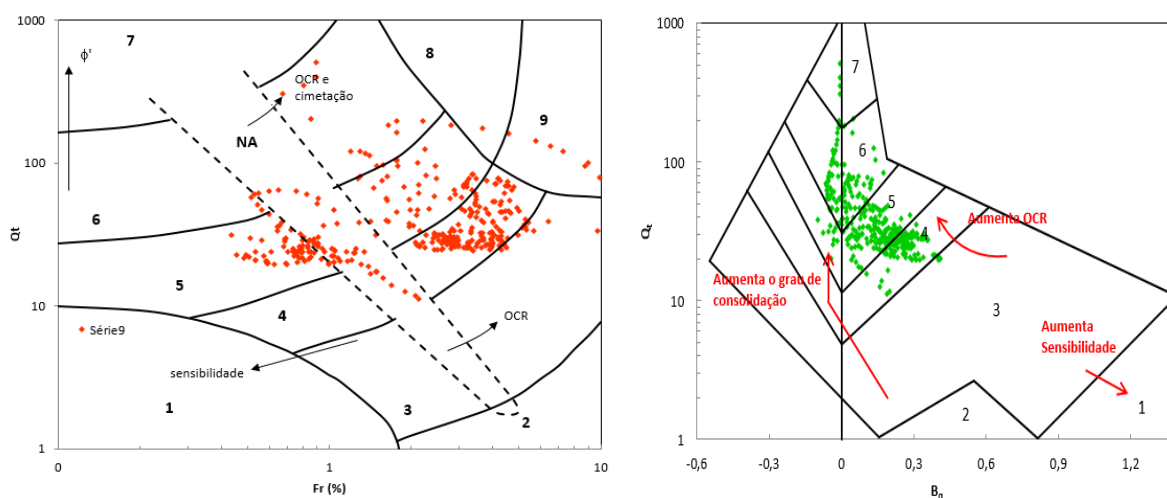 1000
100
10
1
Qt
0
1
10
Fr (%)
7
ϕ'
8
OCR e
cimetação
NA
9
6
5
4
Série9
OCR
sensibilidade
1
3
2
1000
100
10
1
Qt
-0,6
-0,3
0
0,3
0,6
0,9
1,2
Bq
7
6
5
Aumenta OCR
4
Aumenta o grau de
consolidação
3
Aumenta
Sensibilidade
1
2